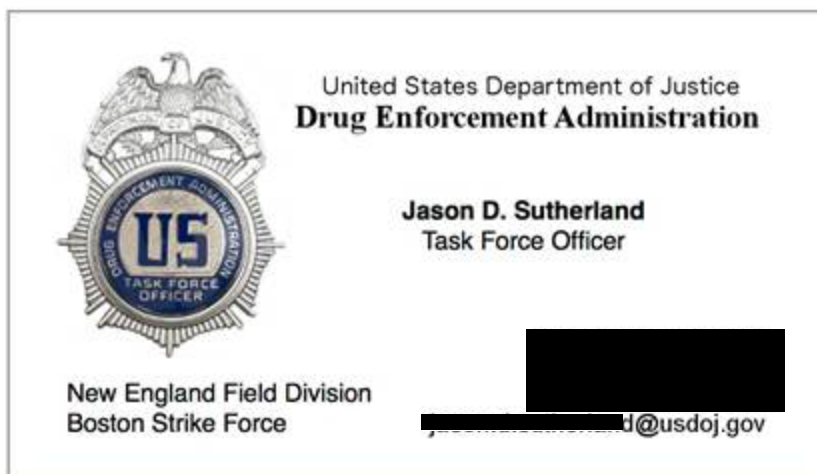 United States Department of Justice
Drug Enforcement Administration
DRUG ENFORCEMENT ADMINISTRATION
US
TASK FORCE
OFFICER
Jason D. Sutherland
Task Force Officer
New England Field Division
Boston Strike Force
@usdoj.gov